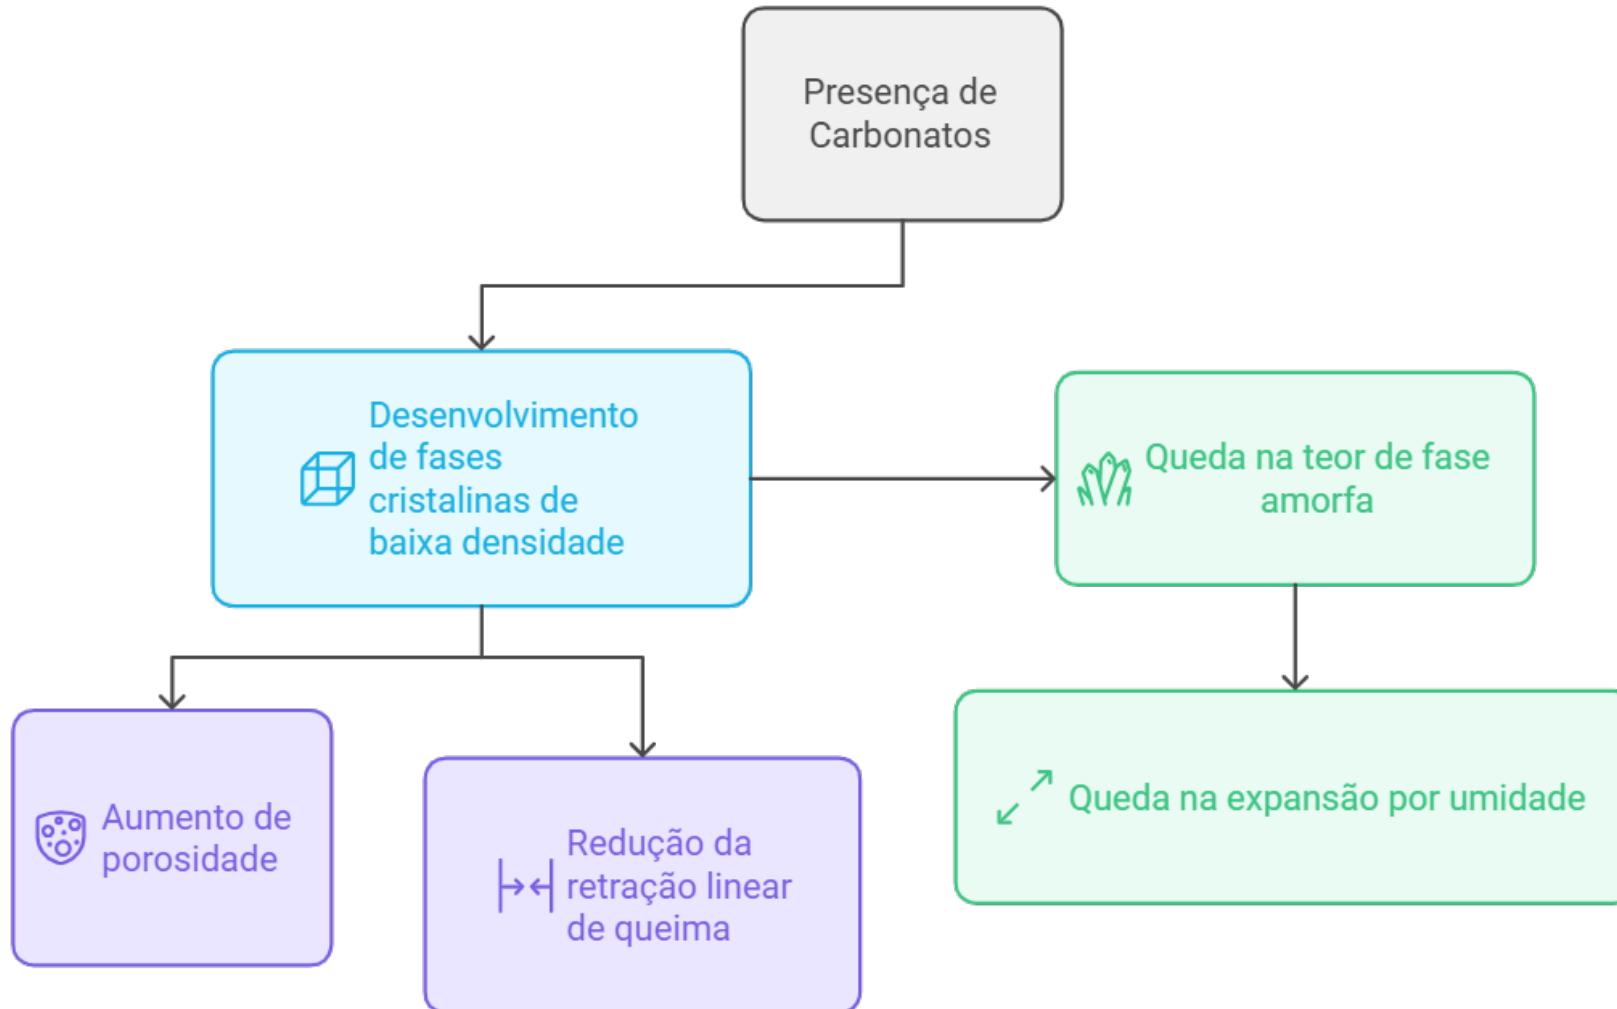 Presença de
Carbonatos
Desenvolvimento
de fases
cristalinas de
baixa densidade
Queda na teor de fase
amorfa
Aumento de
porosidade
Redução da
retração linear
de queima
Queda na expansão por umidade